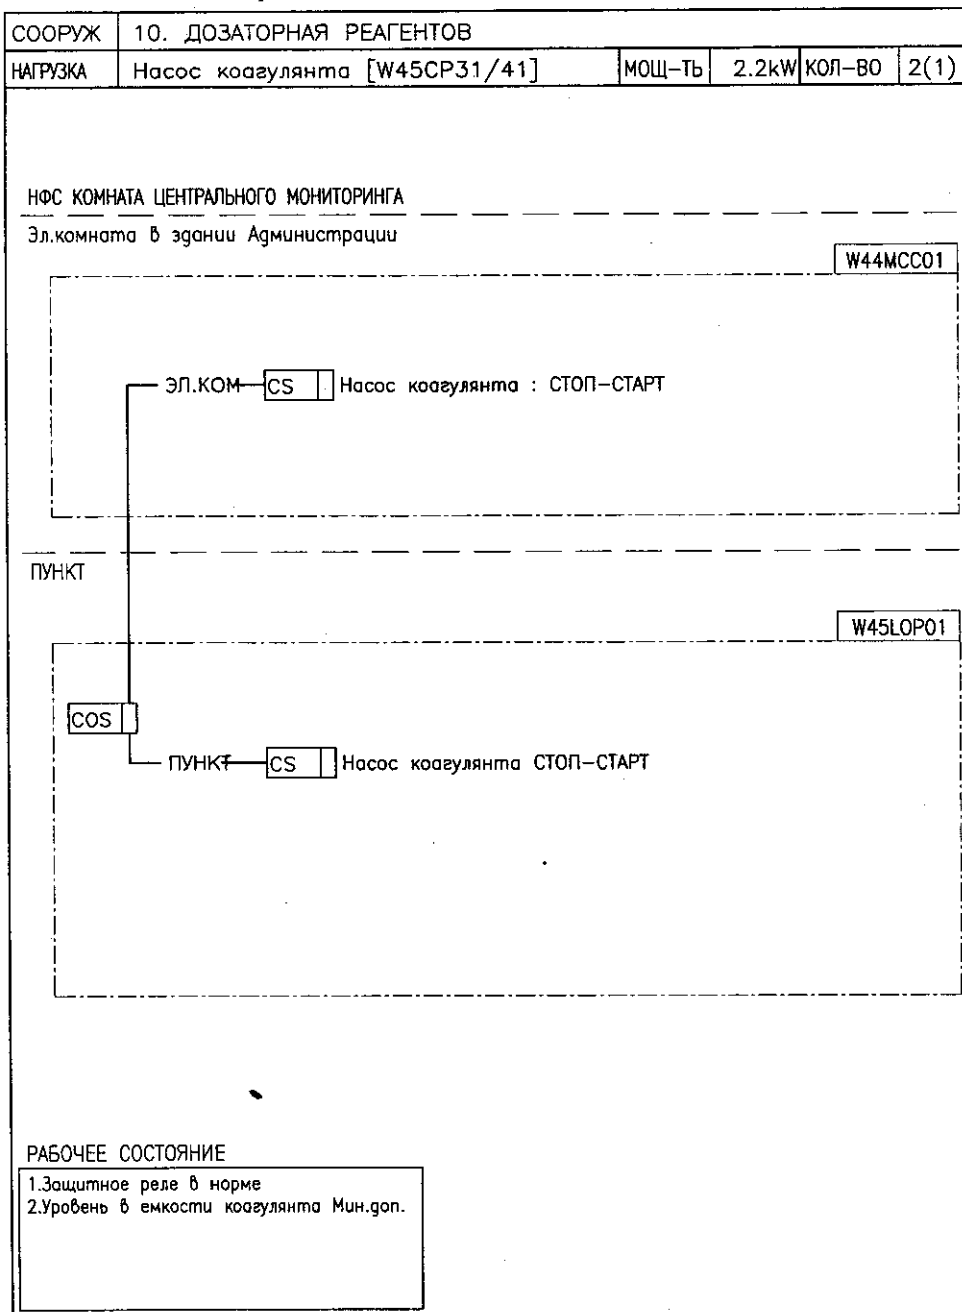 СООРУЖ 10. ДОЗАТОРНАЯ РЕАГЕНТОВ
НАГРУЗКА Насос коагулянта [W45CP31/41] МОЩ-ТЬ 2.2kW КОЛ-ВО 2(1)
НФС КОМНАТА ЦЕНТРАЛЬНОГО МОНИТОРИНГА
Эл.комната в здании Администрации
W44MCC01
ЭЛ.КОМ CS Насос коагулянта : СТОП-СТАРТ
ПУНКТ
W45LOP01
COS
ПУНКТ CS Насос коагулянта СТОП-СТАРТ
РАБОЧЕЕ СОСТОЯНИЕ
1.Защитное реле в норме
2.Уровень в емкости коагулянта Мин.доп.